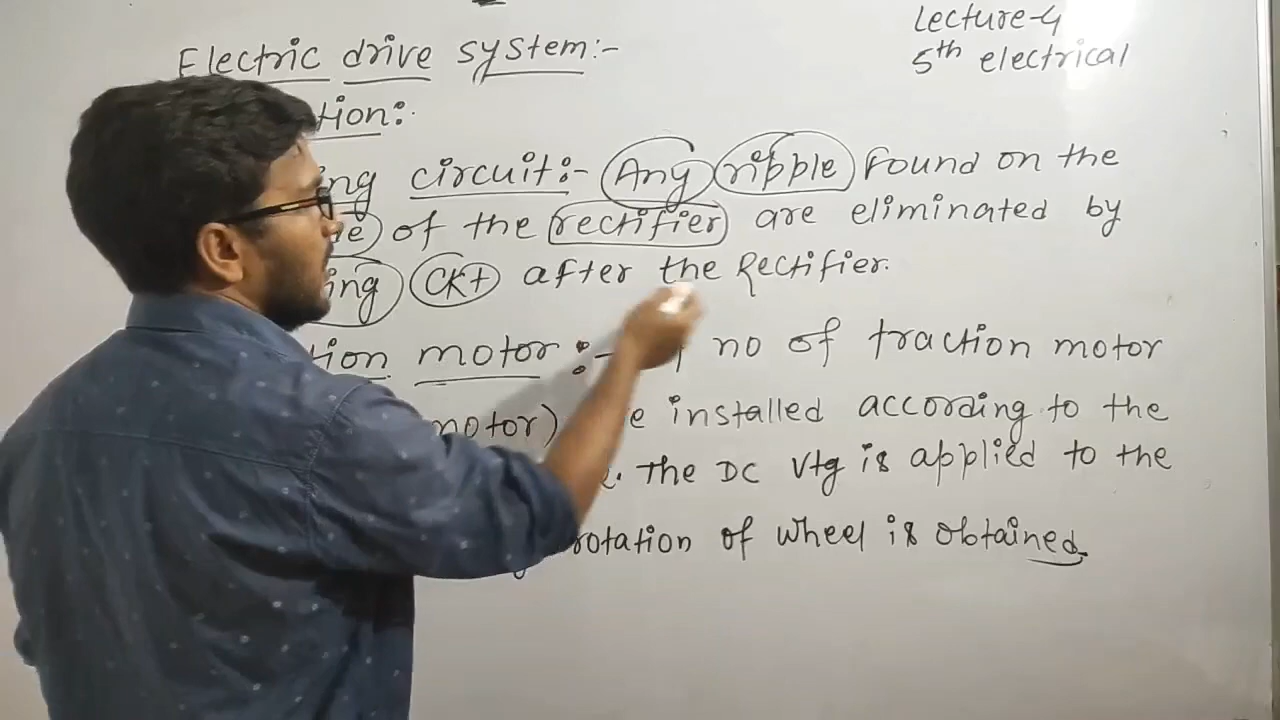 Lecture-4
5th electrical
Electric drive system:-
tion:-
ing circuit:- Any ripple found on the
of the rectifier are eliminated by
ing CKt after the Rectifier.
tion motor :- no of traction motor
motor) e installed according to the
. The DC Vtg is applied to the
rotation of wheel is obtained.